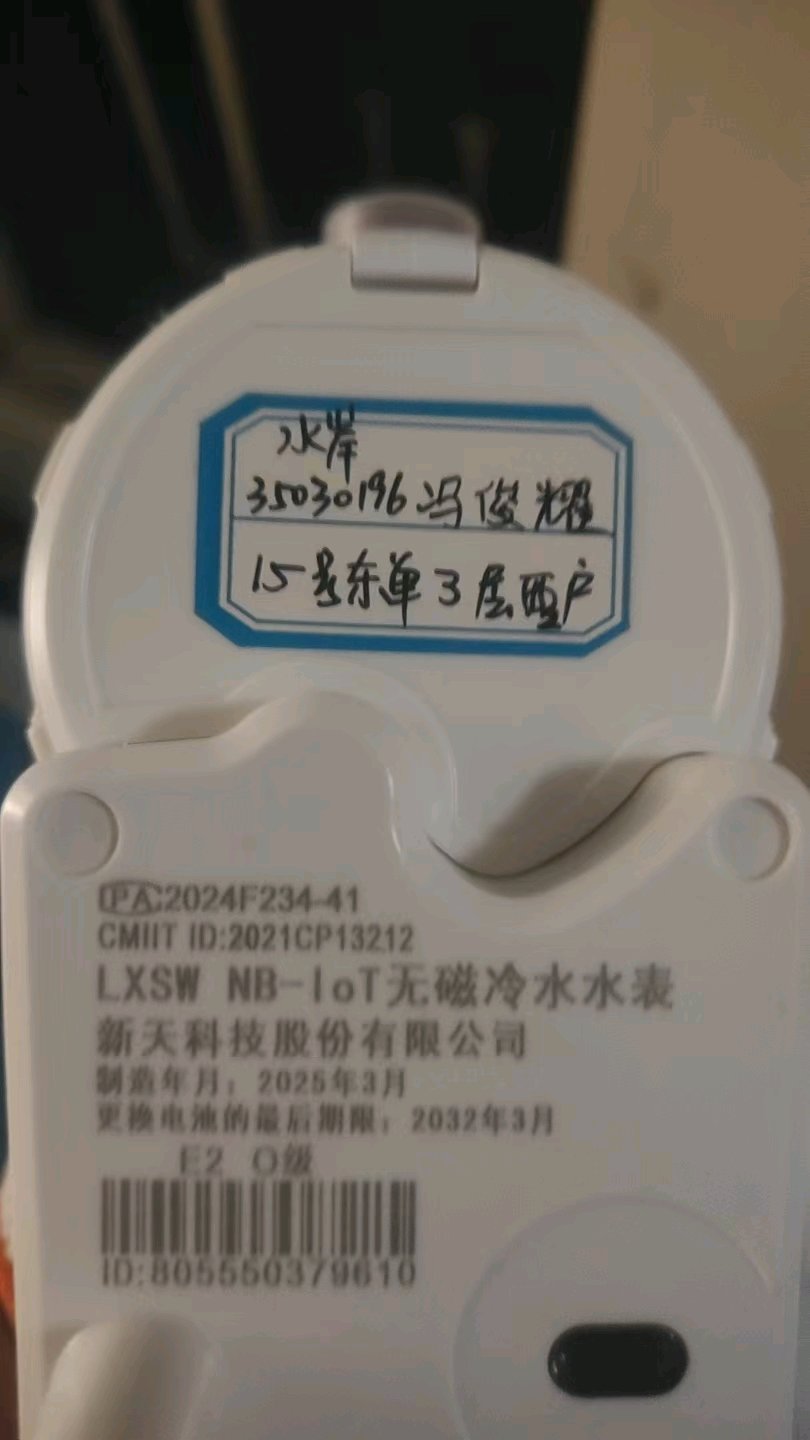 水岸
35030196 冯俊耀
15号东单3层西户
CPA:2024F234-41
CMIIT ID:2021CP13212
LXSW NB-IoT无磁冷水水表
新天科技股份有限公司
制造年月：2025年3月
更换电池的最后期限：2032年3月
E2 O级
ID:805550379610